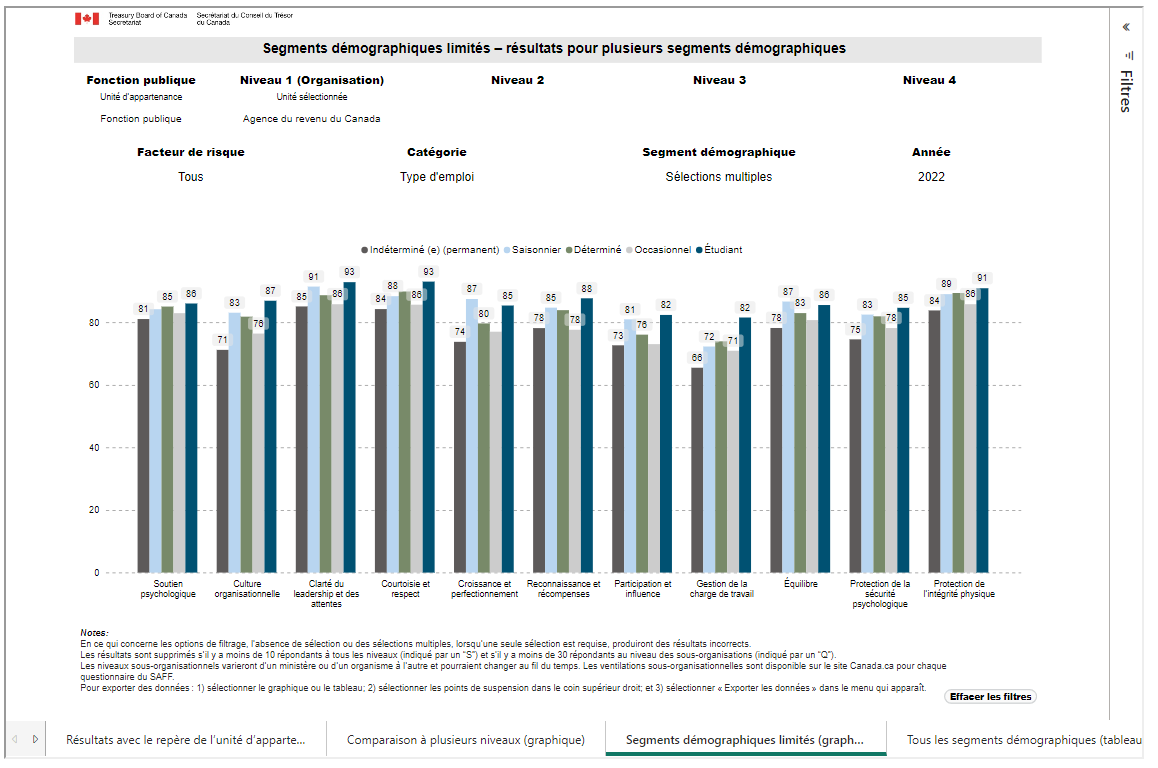 Treasury Board of Canada Secrétariat du Conseil du Trésor
Secretariat du Canada
Segments démographiques limités – résultats pour plusieurs segments démographiques
Fonction publique Niveau 1 (Organisation) Niveau 2 Niveau 3 Niveau 4
Unité d'appartenance Unité sélectionnée
Fonction publique Agence du revenu du Canada
Facteur de risque Catégorie Segment démographique Année
Tous Type d'emploi Sélections multiples 2022
Filtres
Indéterminé (e) (permanent) Saisonnier Déterminé Occasionnel Étudiant
81 85 86
71 83 76 87
85 91 86 93
84 88 86 93
74 87 80 85
78 85 78 88
73 81 76 82
66 72 71 82
78 87 83 86
75 83 78 85
84 89 86 91
80
60
40
20
0
Soutien psychologique
Culture organisationnelle
Clarté du leadership et des attentes
Courtoisie et respect
Croissance et perfectionnement
Reconnaissance et récompenses
Participation et influence
Gestion de la charge de travail
Équilibre
Protection de la sécurité psychologique
Protection de l'intégrité physique
Notes:
En ce qui concerne les options de filtrage, l'absence de sélection ou des sélections multiples, lorsqu'une seule sélection est requise, produiront des résultats incorrects.
Les résultats sont supprimés s'il y a moins de 10 répondants à tous les niveaux (indiqué par un "S") et s'il y a moins de 30 répondants au niveau des sous-organisations (indiqué par un "Q").
Les niveaux sous-organisationnels varieront d'un ministère ou d'un organisme à l'autre et pourraient changer au fil du temps. Les ventilations sous-organisationnelles sont disponible sur le site Canada.ca pour chaque
questionnaire du SAFF.
Pour exporter des données : 1) sélectionner le graphique ou le tableau; 2) sélectionner les points de suspension dans le coin supérieur droit; et 3) sélectionner « Exporter les données » dans le menu qui apparaît.
Effacer les filtres
Résultats avec le repère de l'unité d'apparte... Comparaison à plusieurs niveaux (graphique) Segments démographiques limités (graph... Tous les segments démographiques (tableau